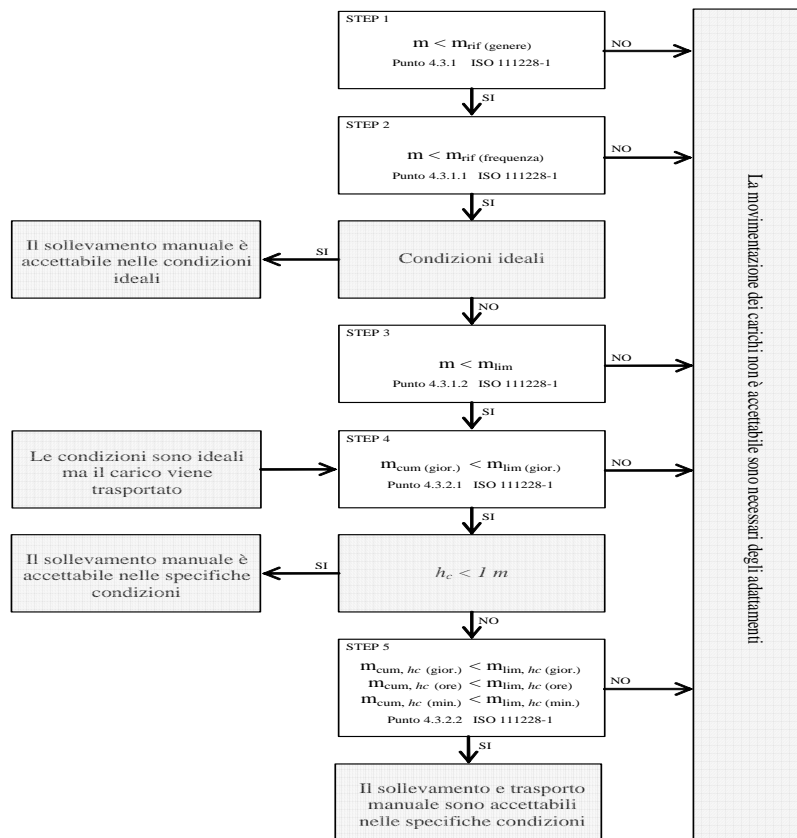 STEP 1
m < mrif (genere)
Punto 4.3.1 ISO 111228-1
NO
SI
STEP 2
m < mrif (frequenza)
Punto 4.3.1.1 ISO 111228-1
NO
SI
Il sollevamento manuale è
accettabile nelle condizioni
ideali
SI
Condizioni ideali
NO
STEP 3
m < mlim
Punto 4.3.1.2 ISO 111228-1
NO
SI
Le condizioni sono ideali
ma il carico viene
trasportato
STEP 4
mcum (gior.) < mlim (gior.)
Punto 4.3.2.1 ISO 111228-1
NO
SI
Il sollevamento manuale è
accettabile nelle specifiche
condizioni
SI
hc < 1 m
NO
STEP 5
mcum, hc (gior.) < mlim, hc (gior.)
mcum, hc (ore) < mlim, hc (ore)
mcum, hc (min.) < mlim, hc (min.)
Punto 4.3.2.2 ISO 111228-1
NO
SI
Il sollevamento e trasporto
manuale sono accettabili
nelle specifiche condizioni
La movimentazione dei carichi non è accettabile sono necessari degli adattamenti